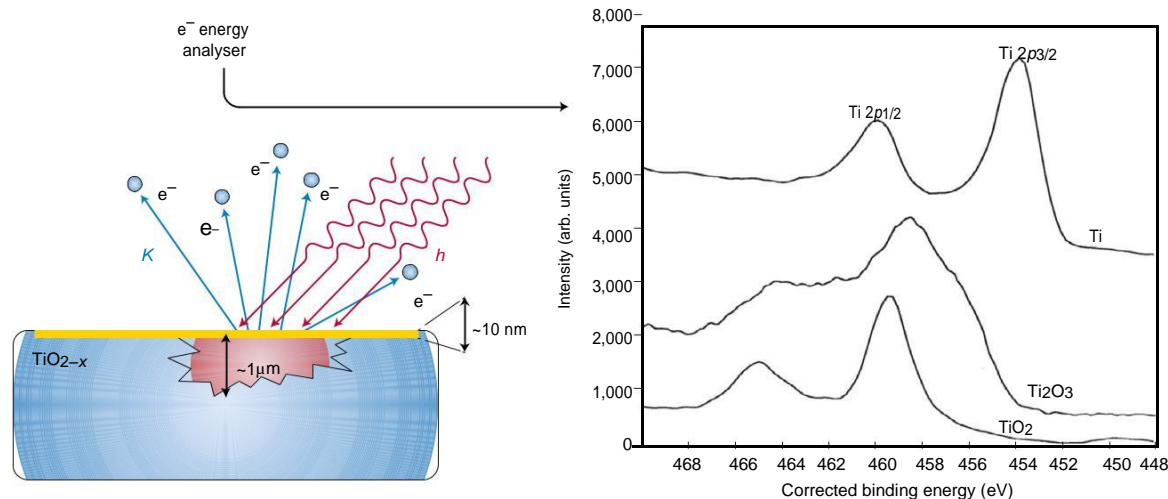 e– energy
analyser
e–
e–
e–
e–
e–
K
h
~10 nm
TiO2–x
~1μm
8,000
7,000
6,000
5,000
4,000
3,000
2,000
1,000
0
Intensity (arb. units)
Ti 2p3/2
Ti 2p1/2
Ti
Ti2O3
TiO2
468 466 464 462 460 458 456 454 452 450 448
Corrected binding energy (eV)